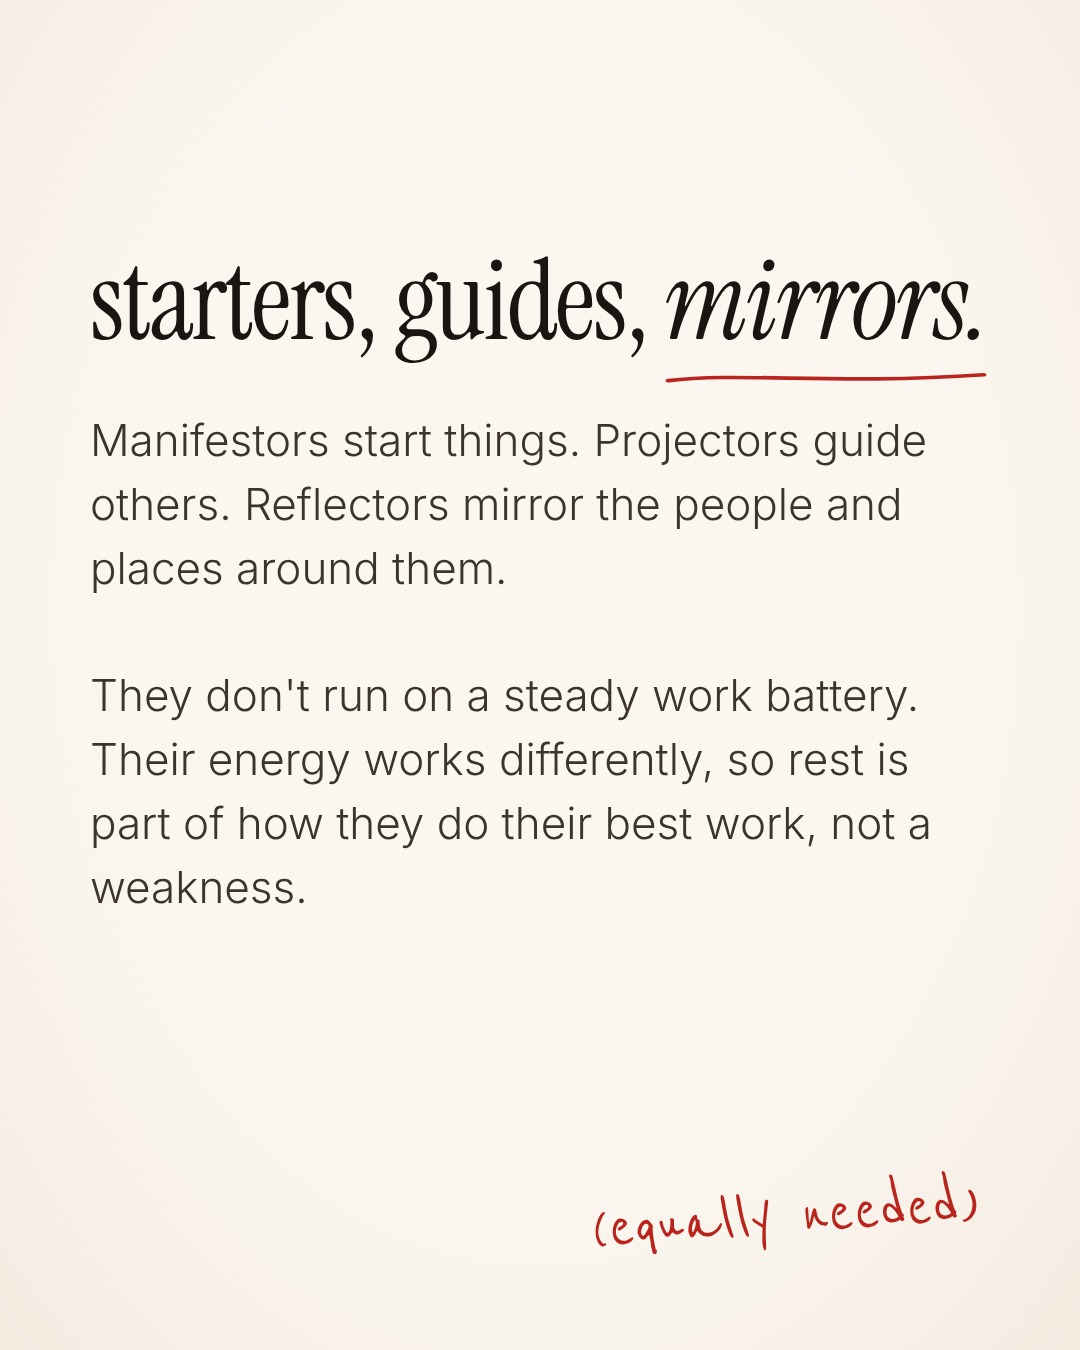 starters, guides, mirrors.
Manifestors start things. Projectors guide
others. Reflectors mirror the people and
places around them.
They don't run on a steady work battery.
Their energy works differently, so rest is
part of how they do their best work, not a
weakness.
(equally needed)